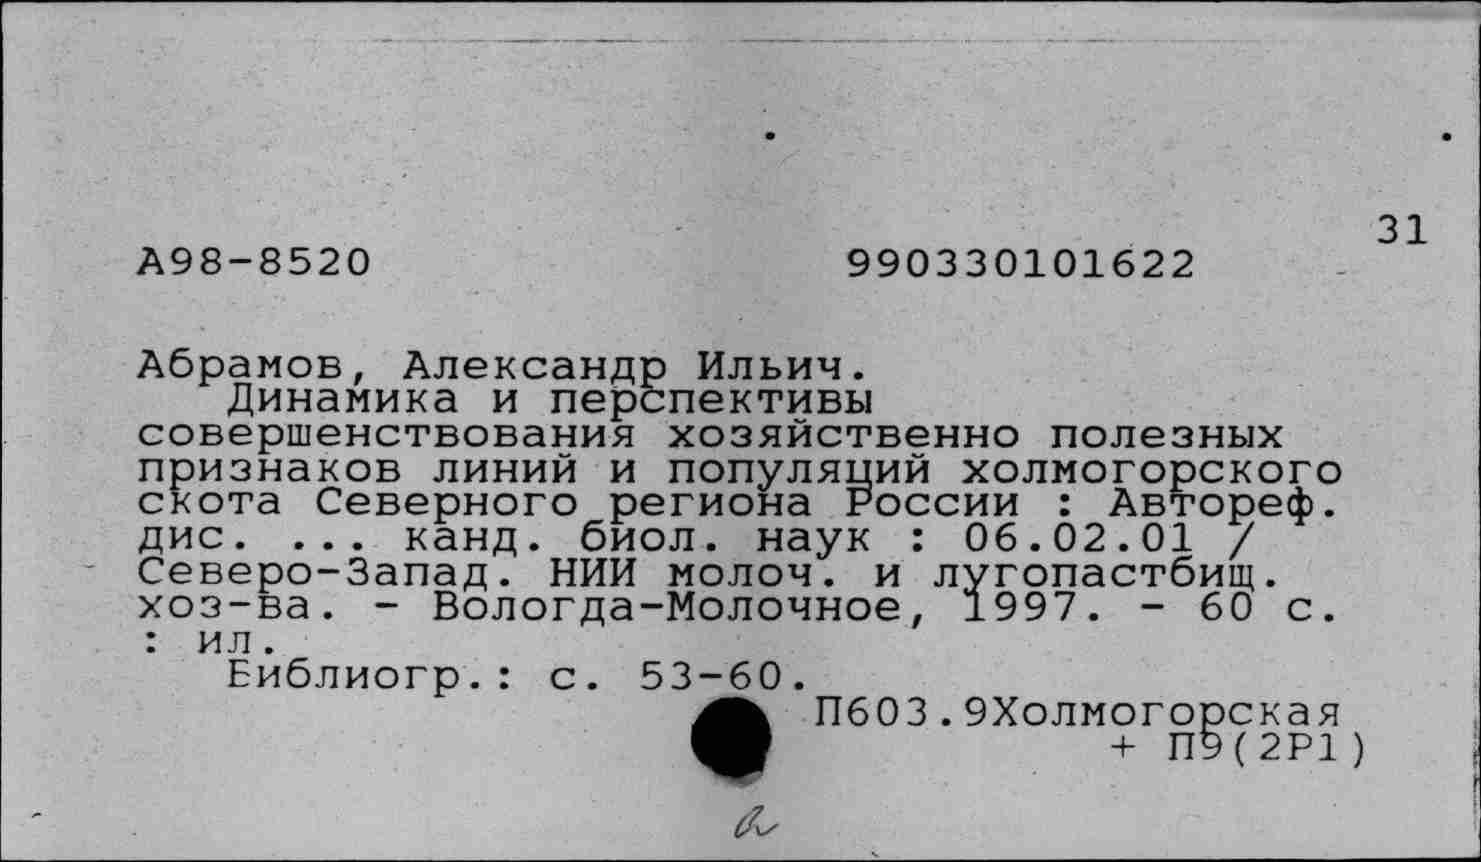 31
А98-8520 990330101622
Абрамов, Александр Ильич.
Динамика и перспективы
совершенствования хозяйственно полезных
признаков линий и популяций холмогорского
скота Северного региона России : Автореф.
дис. ... канд. биол. наук : 06.02.01 /
Северо-Запад. НИИ молоч. и лугопастбищ.
хоз-ва. - Вологда-Молочное, 1997. - 60 с.
: ил.
Библиогр.: с. 53-60.
П603.9Холмогорская
+ П9(2Р1)